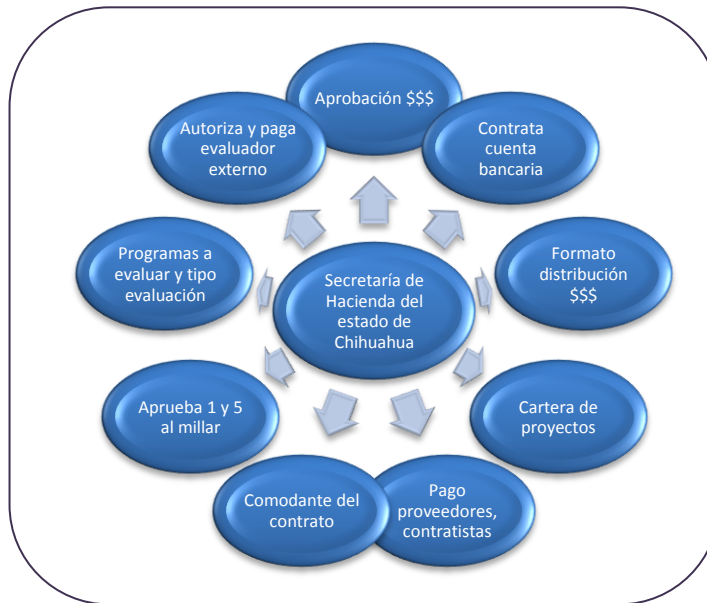 Aprobación $$$
Contrata
cuenta
bancaria
Formato
distribución
$$$
Cartera de
proyectos
Pago
proveedores,
contratistas
Comodante del
contrato
Aprueba 1 y 5
al millar
Programas a
evaluar y tipo
evaluación
Autoriza y paga
evaluador
externo
Secretaría de
Hacienda del
estado de
Chihuahua